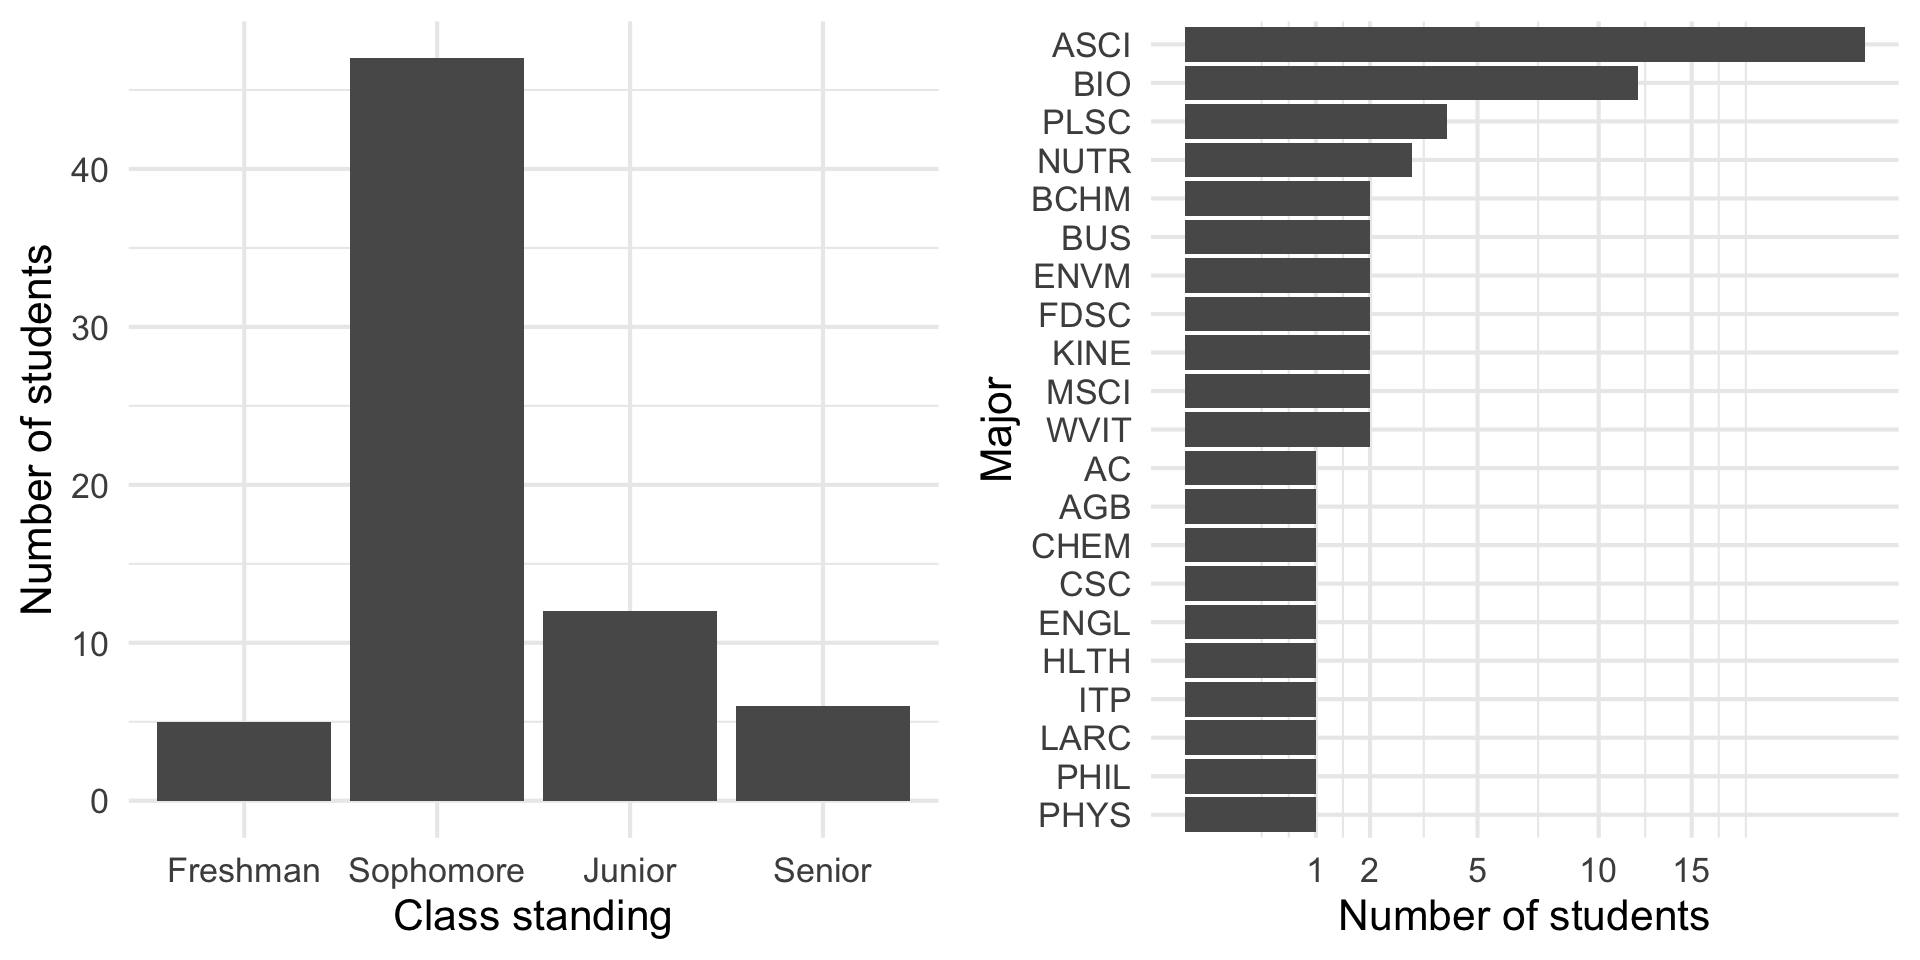 Number of students
40
30
20
10
0
Freshman Sophomore Junior Senior
Class standing
Major
ASCI
BIO
PLSC
NUTR
BCHM
BUS
ENVM
FDSC
KINE
MSCI
WVIT
AC
AGB
CHEM
CSC
ENGL
HLTH
ITP
LARC
PHIL
PHYS
1 2 5 10 15
Number of students